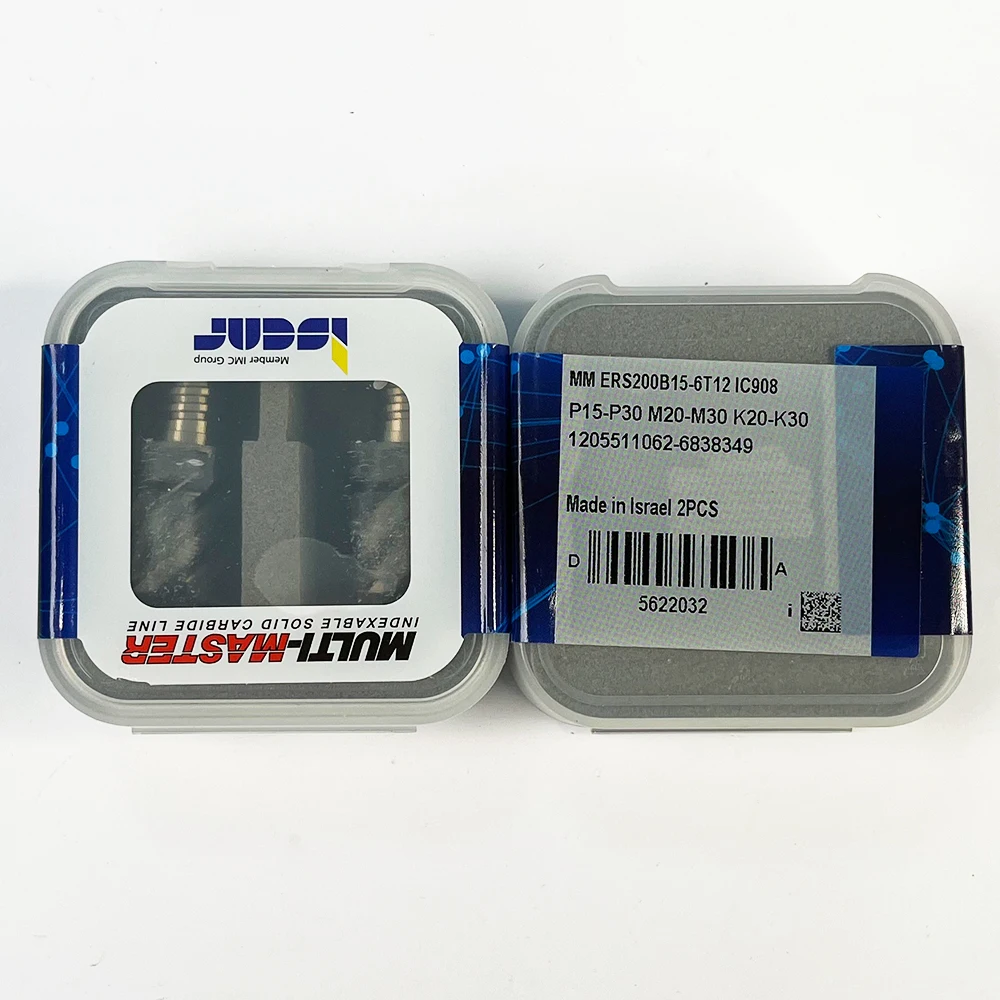 iscar
Member IMC Group
MULTI-MASTER
INDEXABLE SOLID CARBIDE LINE
MM ERS200B15-6T12 IC908
P15-P30 M20-M30 K20-K30
1205511062-6838349
Made in Israel 2PCS
D A
5622032
i